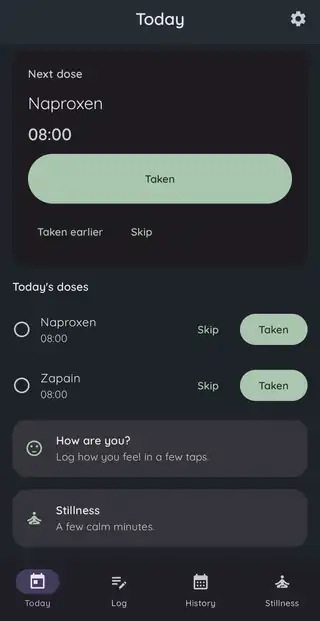 Today
Next dose
Naproxen
08:00
Taken
Taken earlier
Skip
Today's doses
Naproxen
08:00
Skip
Taken
Zapain
08:00
Skip
Taken
How are you?
Log how you feel in a few taps.
Stillness
A few calm minutes.
Today
Log
History
Stillness